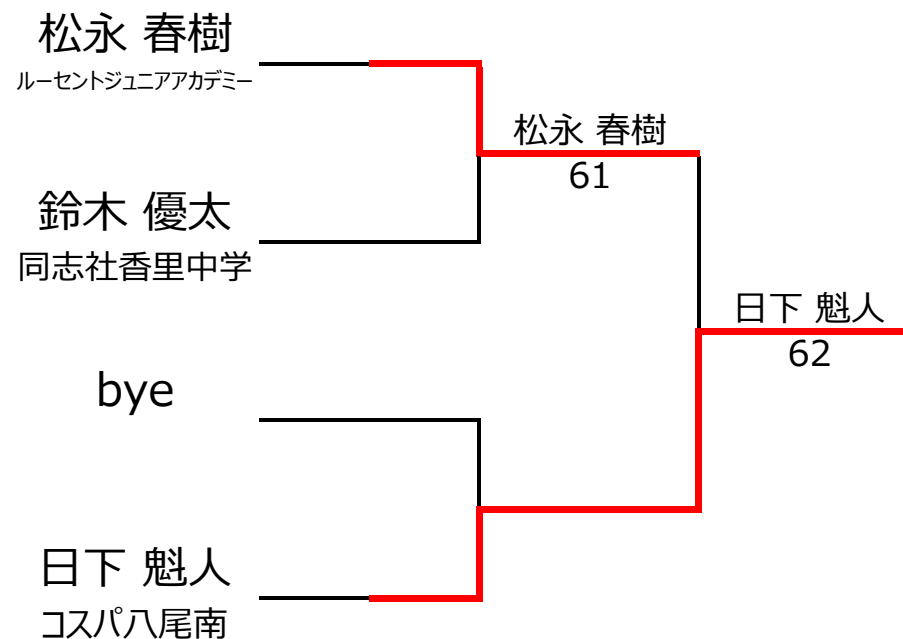 松永 春樹
ルーセントジュニアアカデミー
松永 春樹
61
鈴木 優太
同志社香里中学
日下 魁人
62
bye
日下 魁人
コスパ八尾南